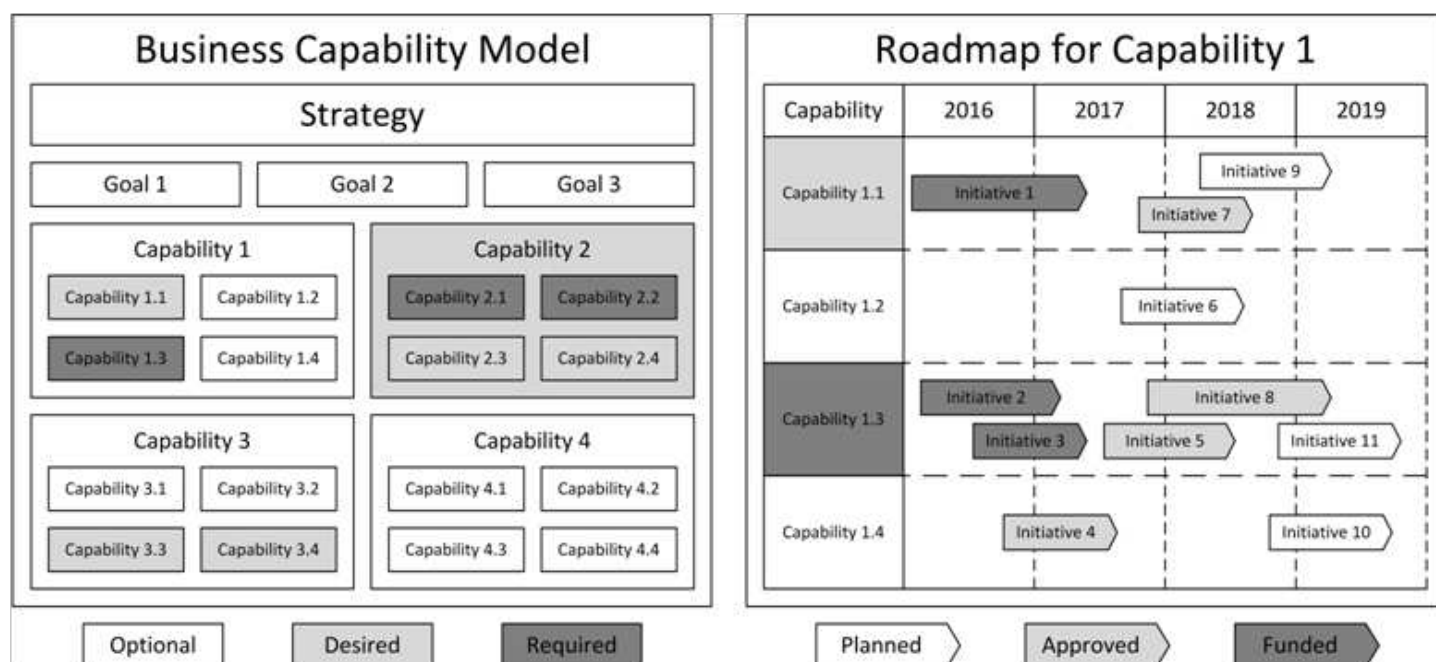 Business Capability Model
Strategy
Goal 1 Goal 2 Goal 3
Capability 1
Capability 1.1 Capability 1.2
Capability 1.3 Capability 1.4
Capability 2
Capability 2.1 Capability 2.2
Capability 2.3 Capability 2.4
Capability 3
Capability 3.1 Capability 3.2
Capability 3.3 Capability 3.4
Capability 4
Capability 4.1 Capability 4.2
Capability 4.3 Capability 4.4
Optional Desired Required
Roadmap for Capability 1
Capability 2016 2017 2018 2019
Capability 1.1
Initiative 9
Initiative 1
Initiative 7
Capability 1.2
Initiative 6
Capability 1.3
Initiative 2 Initiative 8
Initiative 3 Initiative 5 Initiative 11
Capability 1.4
Initiative 4 Initiative 10
Planned Approved Funded